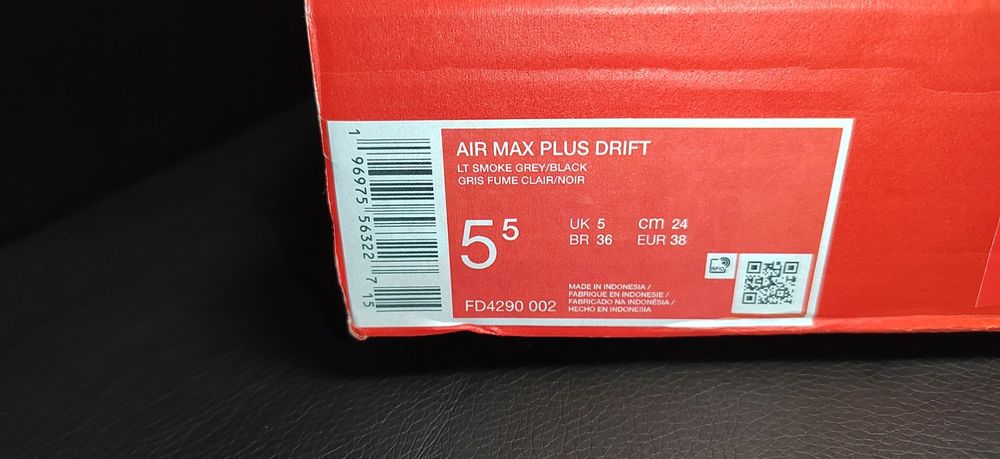 AIR MAX PLUS DRIFT
LT SMOKE GREY/BLACK
GRIS FUME CLAIR/NOIR
5⁵
UK 5 cm 24
BR 36 EUR 38
RFID
FD4290 002
MADE IN INDONESIA /
FABRIQUE EN INDONESIE /
FABRICADO NA INDONÉSIA /
HECHO EN INDONESIA
1 96975 56322 7 15